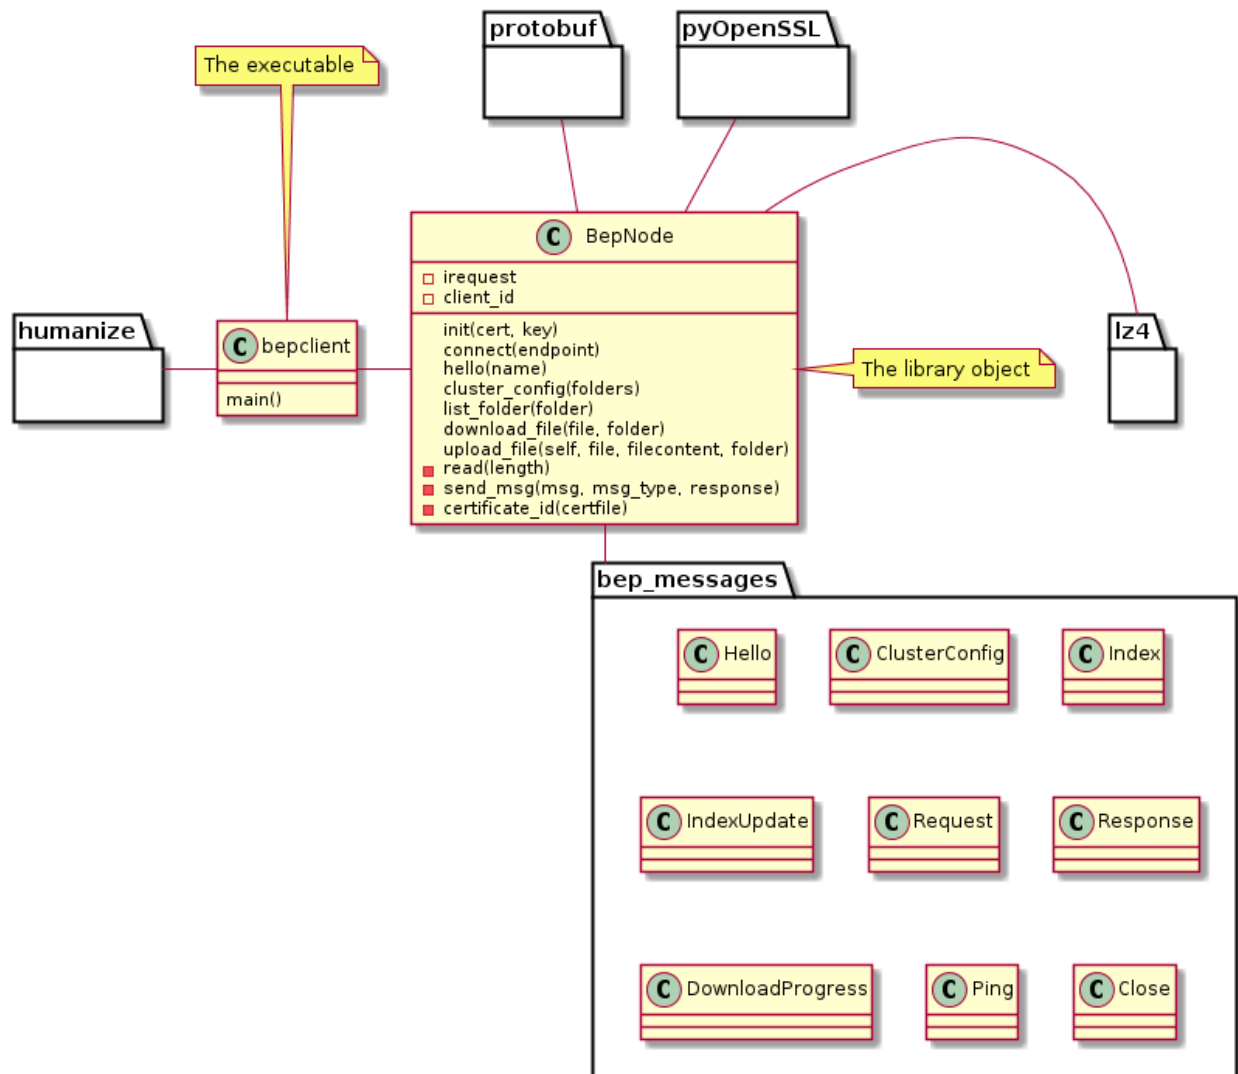 protobuf
pyOpenSSL
The executable
C BepNode
irequest
client_id
init(cert, key)
connect(endpoint)
hello(name)
cluster_config(folders)
list_folder(folder)
download_file(file, folder)
upload_file(self, file, filecontent, folder)
read(length)
send_msg(msg, msg_type, response)
certificate_id(certfile)
humanize
C bepclient
main()
The library object
lz4
bep_messages
C Hello
C ClusterConfig
C Index
C IndexUpdate
C Request
C Response
C DownloadProgress
C Ping
C Close